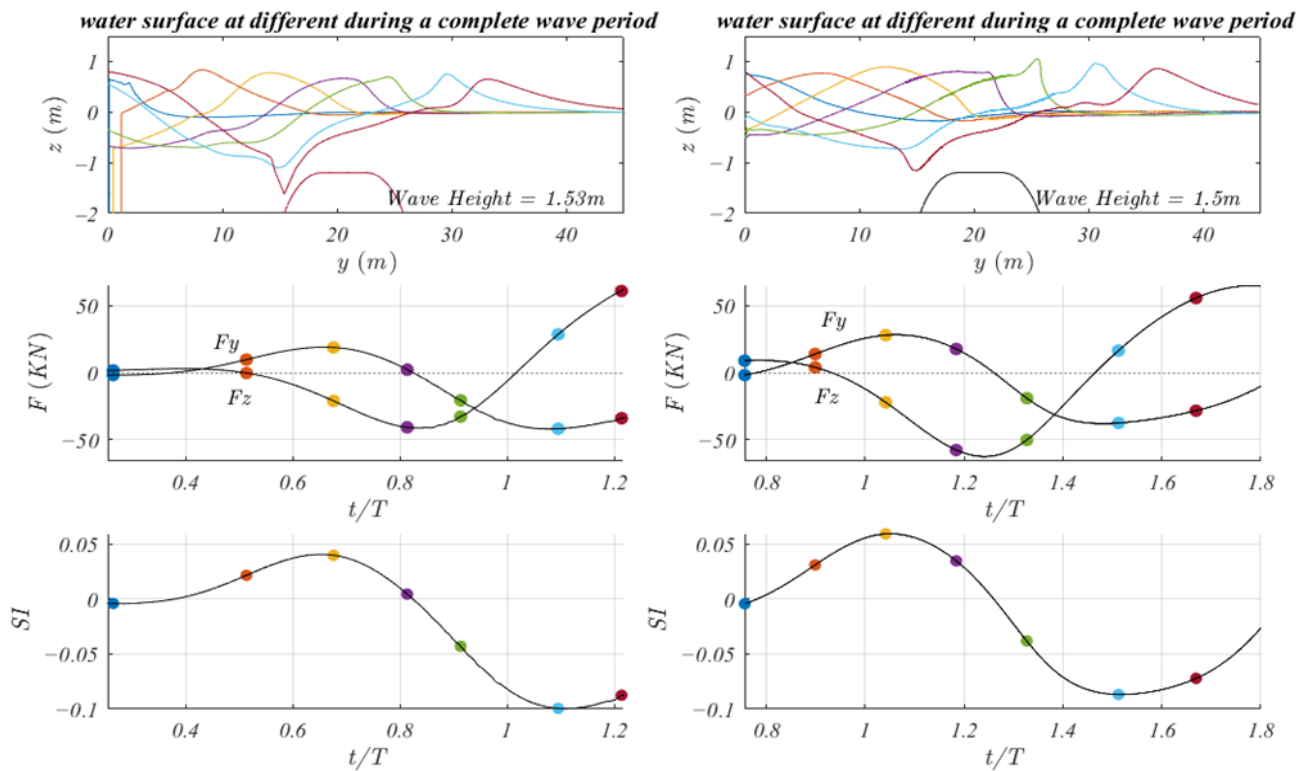 water surface at different during a complete wave period
1
0
−1
−2
z (m)
Wave Height = 1.53m
0 10 20 30 40
y (m)
50
0
−50
F (KN)
Fy
Fz
0.4 0.6 0.8 1 1.2
t/T
0.05
0
−0.05
−0.1
SI
0.4 0.6 0.8 1 1.2
t/T
water surface at different during a complete wave period
1
0
−1
−2
z (m)
Wave Height = 1.5m
0 10 20 30 40
y (m)
50
0
−50
F (KN)
Fy
Fz
0.8 1 1.2 1.4 1.6 1.8
t/T
0.05
0
−0.05
−0.1
SI
0.8 1 1.2 1.4 1.6 1.8
t/T